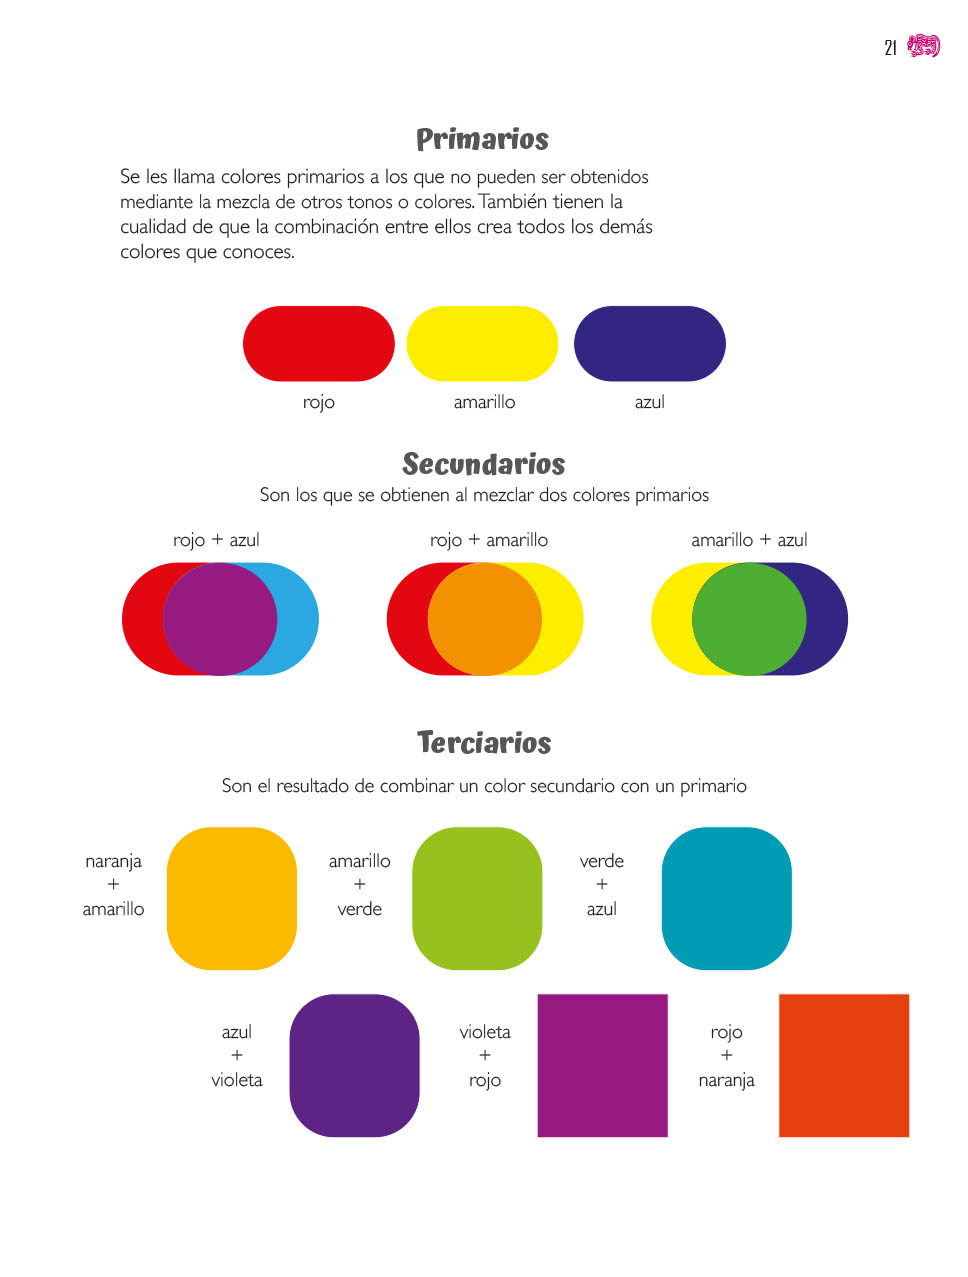 21
Primarios
Se les llama colores primarios a los que no pueden ser obtenidos
mediante la mezcla de otros tonos o colores. También tienen la
cualidad de que la combinación entre ellos crea todos los demás
colores que conoces.
rojo
amarillo
azul
Secundarios
Son los que se obtienen al mezclar dos colores primarios
rojo + azul
rojo + amarillo
amarillo + azul
Terciarios
Son el resultado de combinar un color secundario con un primario
naranja
+
amarillo
amarillo
+
verde
verde
+
azul
azul
+
violeta
violeta
+
rojo
rojo
+
naranja